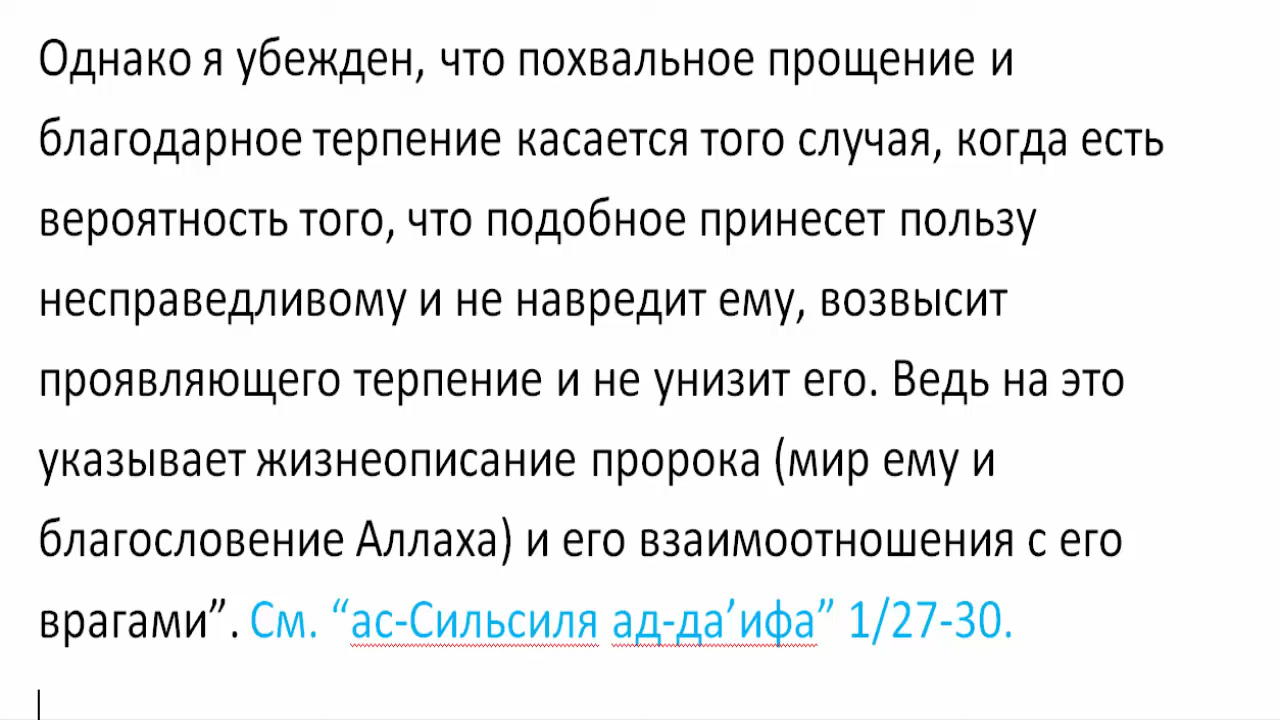 Однако я убежден, что похвальное прощение и
благодарное терпение касается того случая, когда есть
вероятность того, что подобное принесет пользу
несправедливому и не навредит ему, возвысит
проявляющего терпение и не унизит его. Ведь на это
указывает жизнеописание пророка (мир ему и
благословение Аллаха) и его взаимоотношения с его
врагами”. См. “ас-Сильсиля ад-да’ифа” 1/27-30.